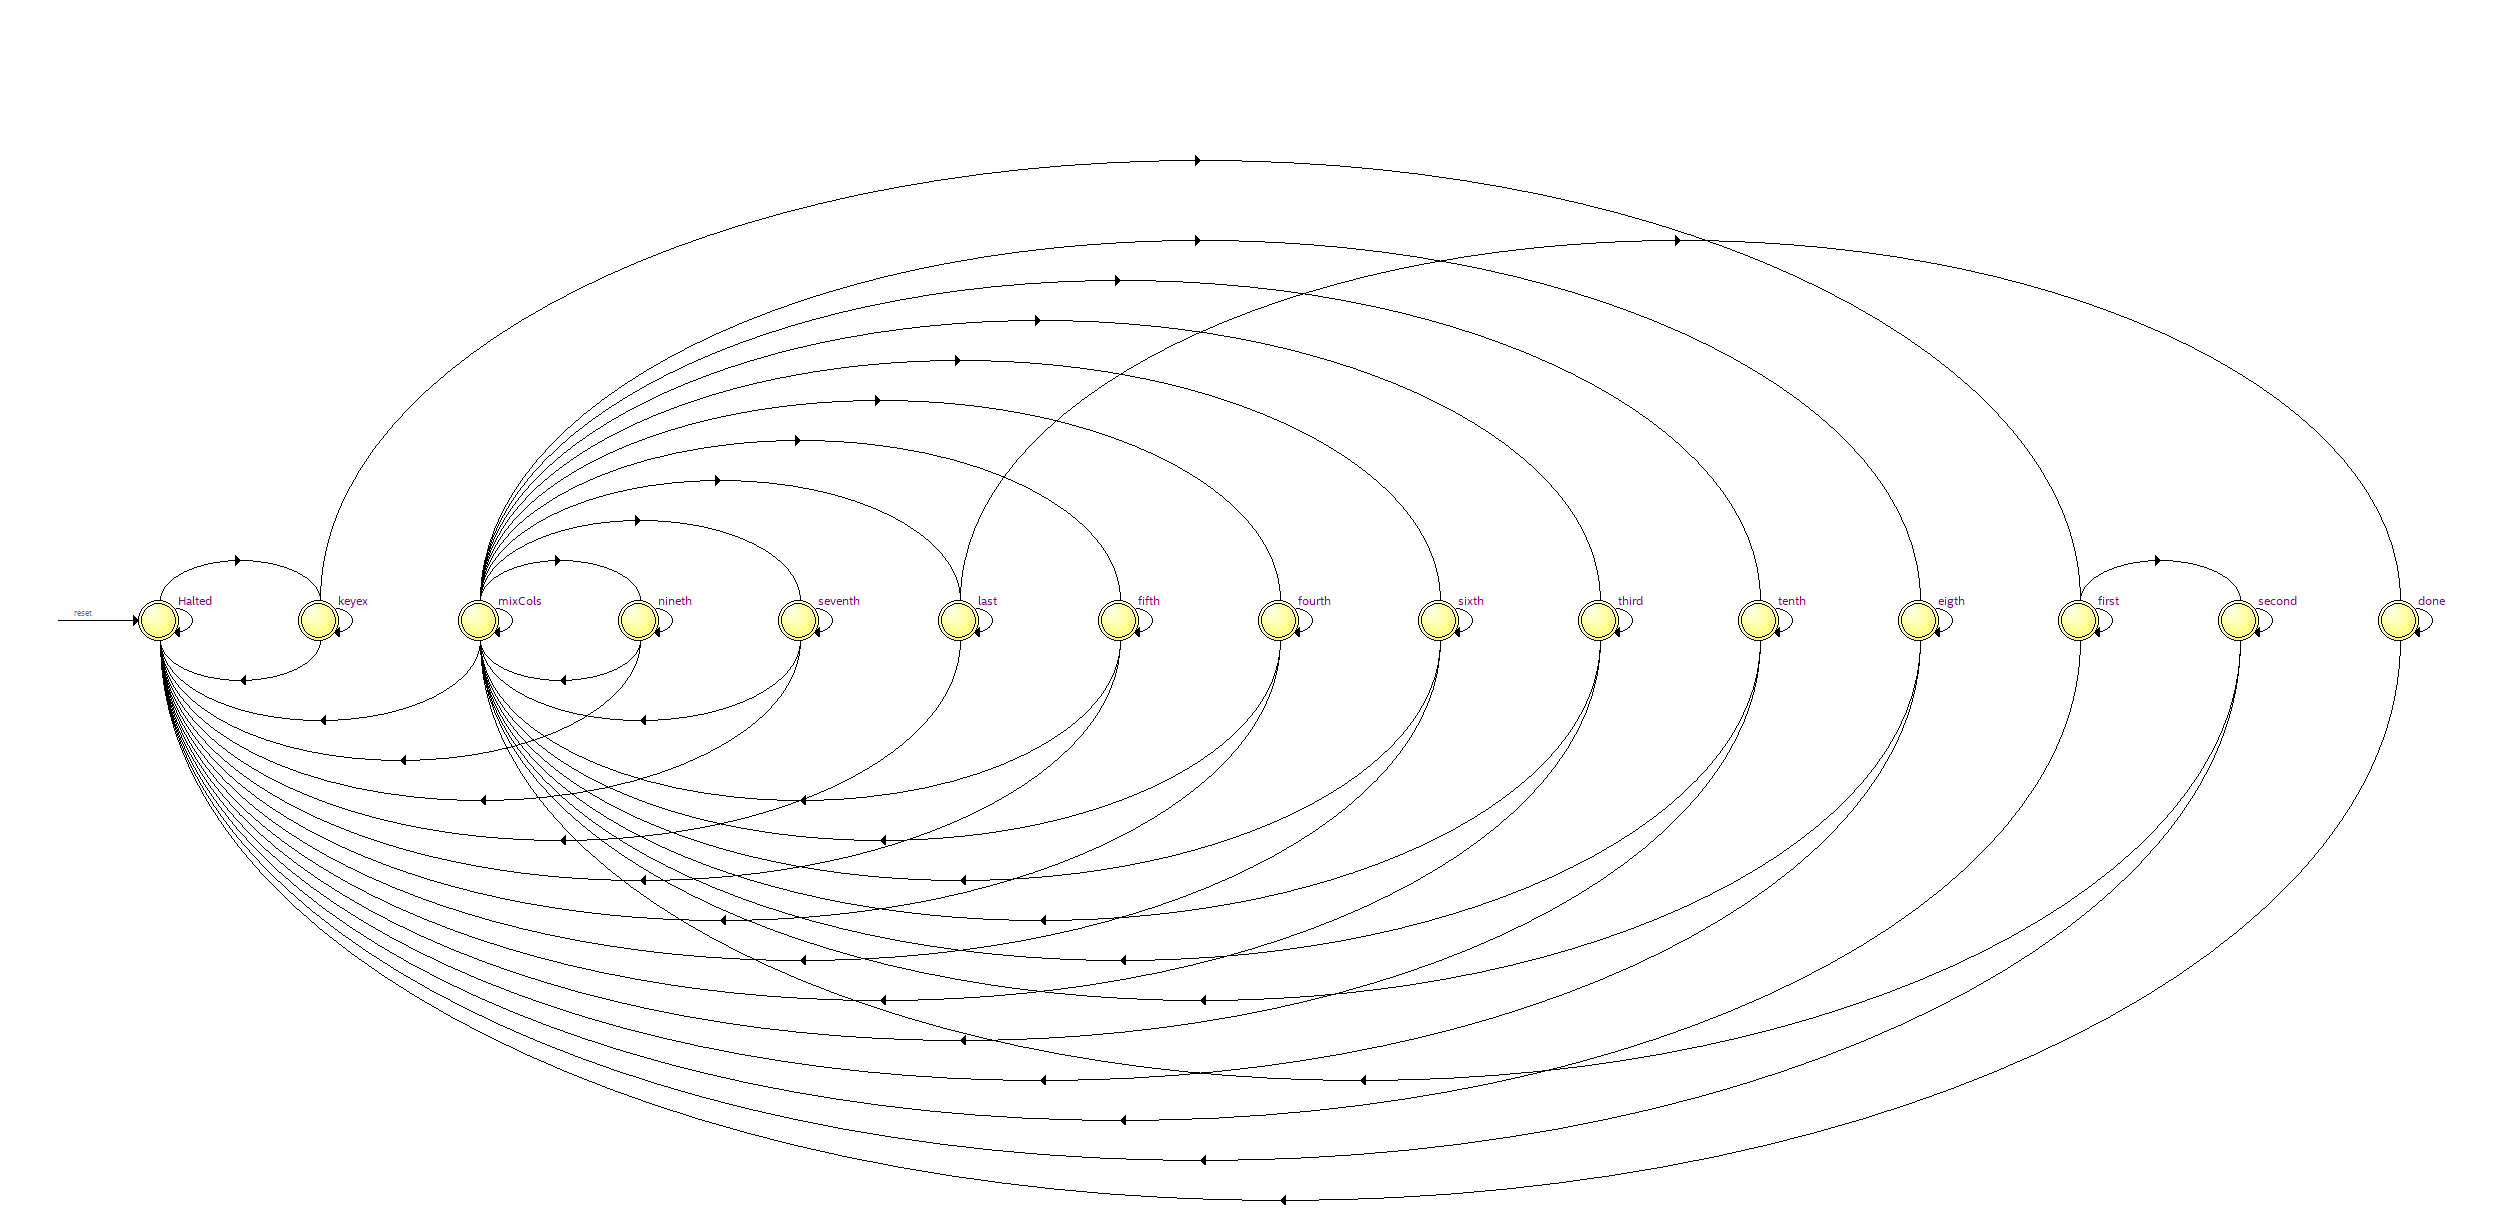 Halted
keyex
mixCols
nineth
seventh
last
fifth
fourth
sixth
third
tenth
eigth
first
second
done
reset